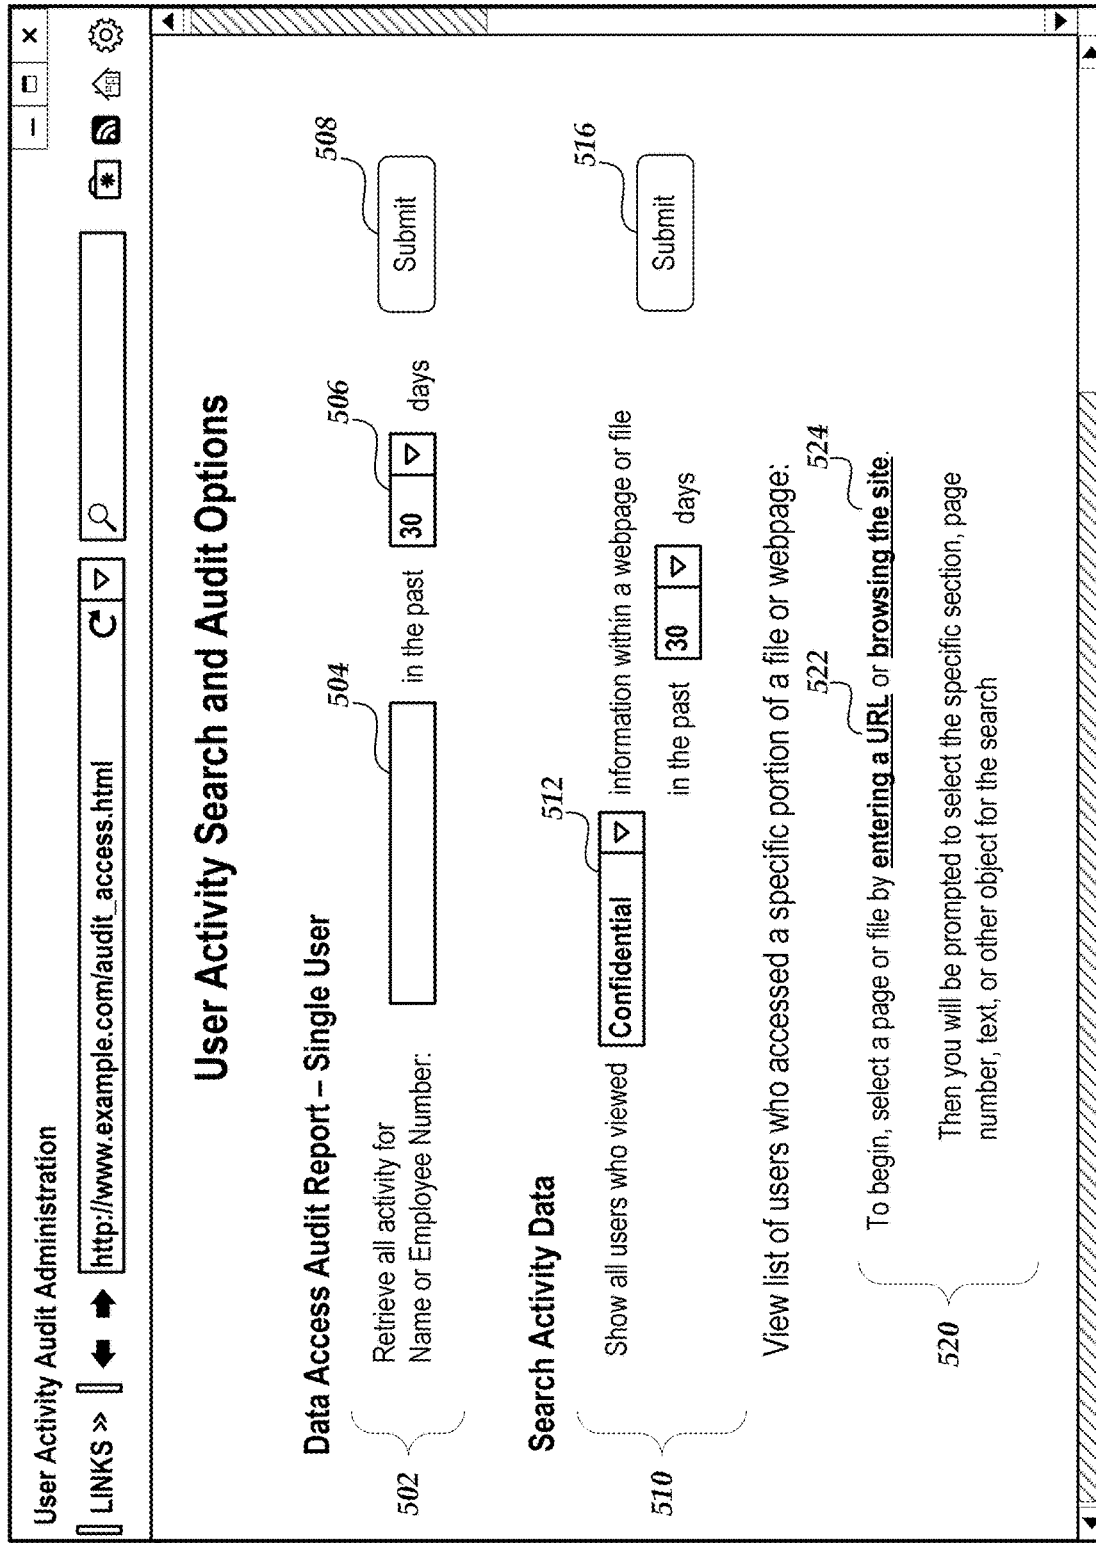 User Activity Audit Administration
LINKS >> http://www.example.com/audit_access.html
User Activity Search and Audit Options
Data Access Audit Report – Single User
502
Retrieve all activity for
Name or Employee Number:
504
in the past
506
30
days
508
Submit
Search Activity Data
510
Show all users who viewed
512
Confidential
information within a webpage or file
in the past
30
days
516
Submit
View list of users who accessed a specific portion of a file or webpage:
520
522
524
To begin, select a page or file by entering a URL or browsing the site.
Then you will be prompted to select the specific section, page
number, text, or other object for the search